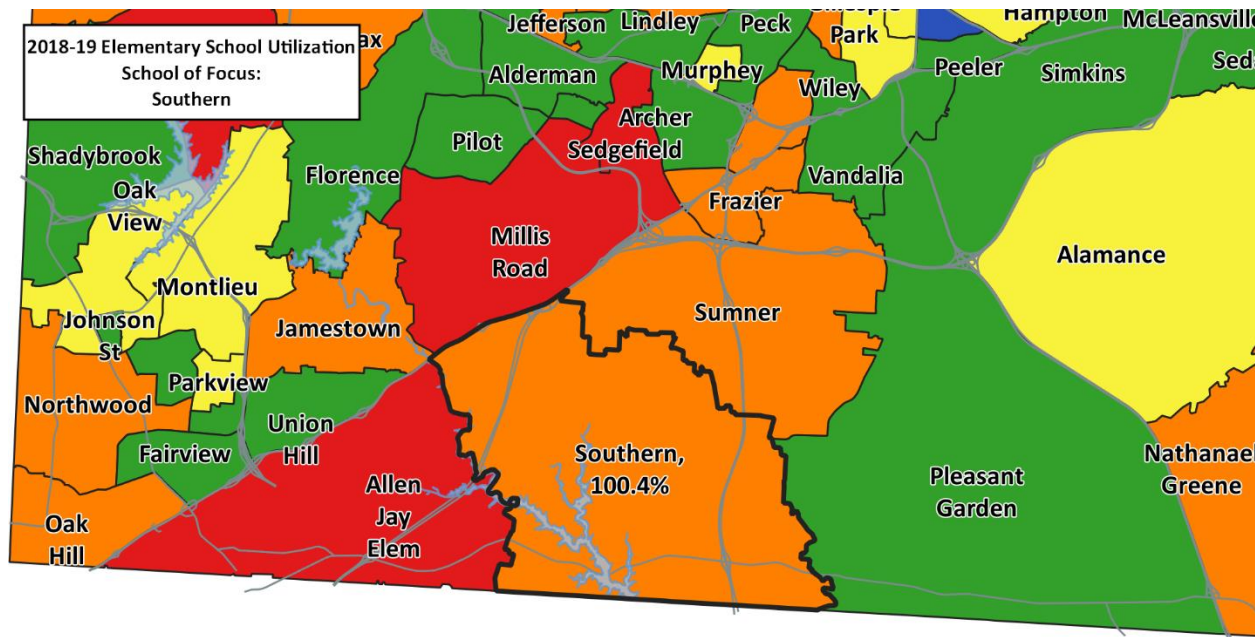 2018-19 Elementary School Utilization
School of Focus:
Southern
Jefferson
Lindley
Peck
Park
Hampton
McLeansville
Alderman
Murphey
Wiley
Peeler
Simkins
Pilot
Archer
Sedgefield
Shadybrook
Oak
View
Florence
Vandalia
Frazier
Millis
Road
Alamance
Montlieu
Sumner
Johnson
St
Jamestown
Parkview
Northwood
Union
Hill
Fairview
Southern,
100.4%
Nathanael
Greene
Pleasant
Garden
Allen
Jay
Elem
Oak
Hill